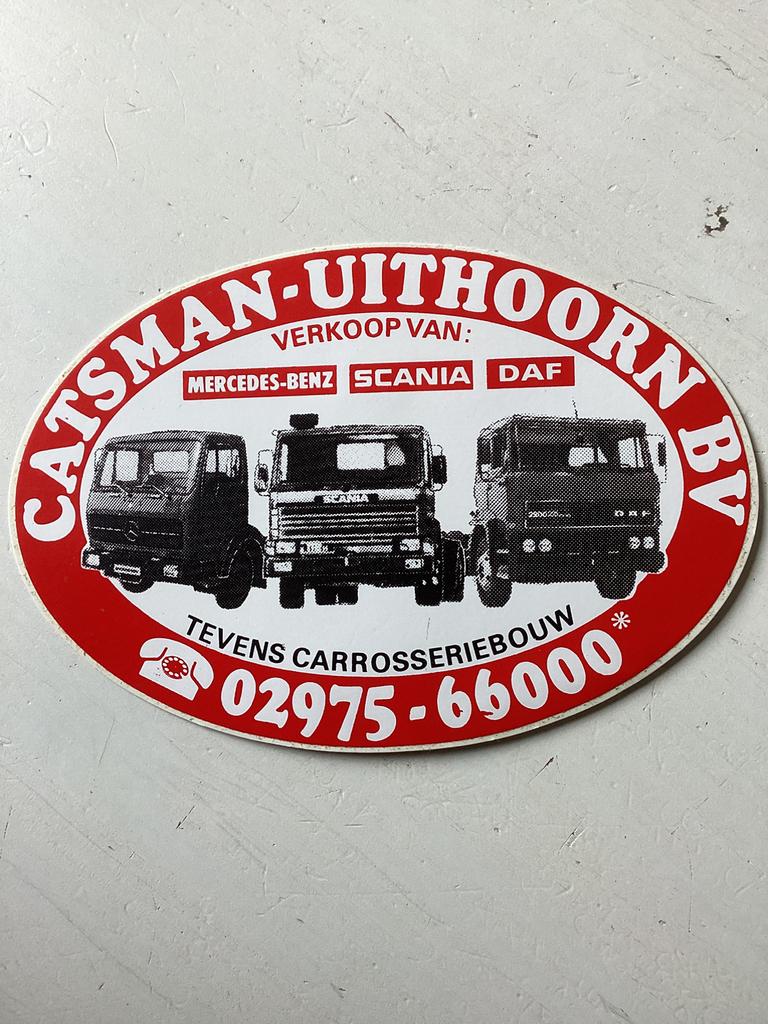 CATSMAN-UITHOORN BV
VERKOOP VAN:
MERCEDES-BENZ SCANIA DAF
SCANIA
DAF
TEVENS CARROSSERIEBOUW
02975-66000*